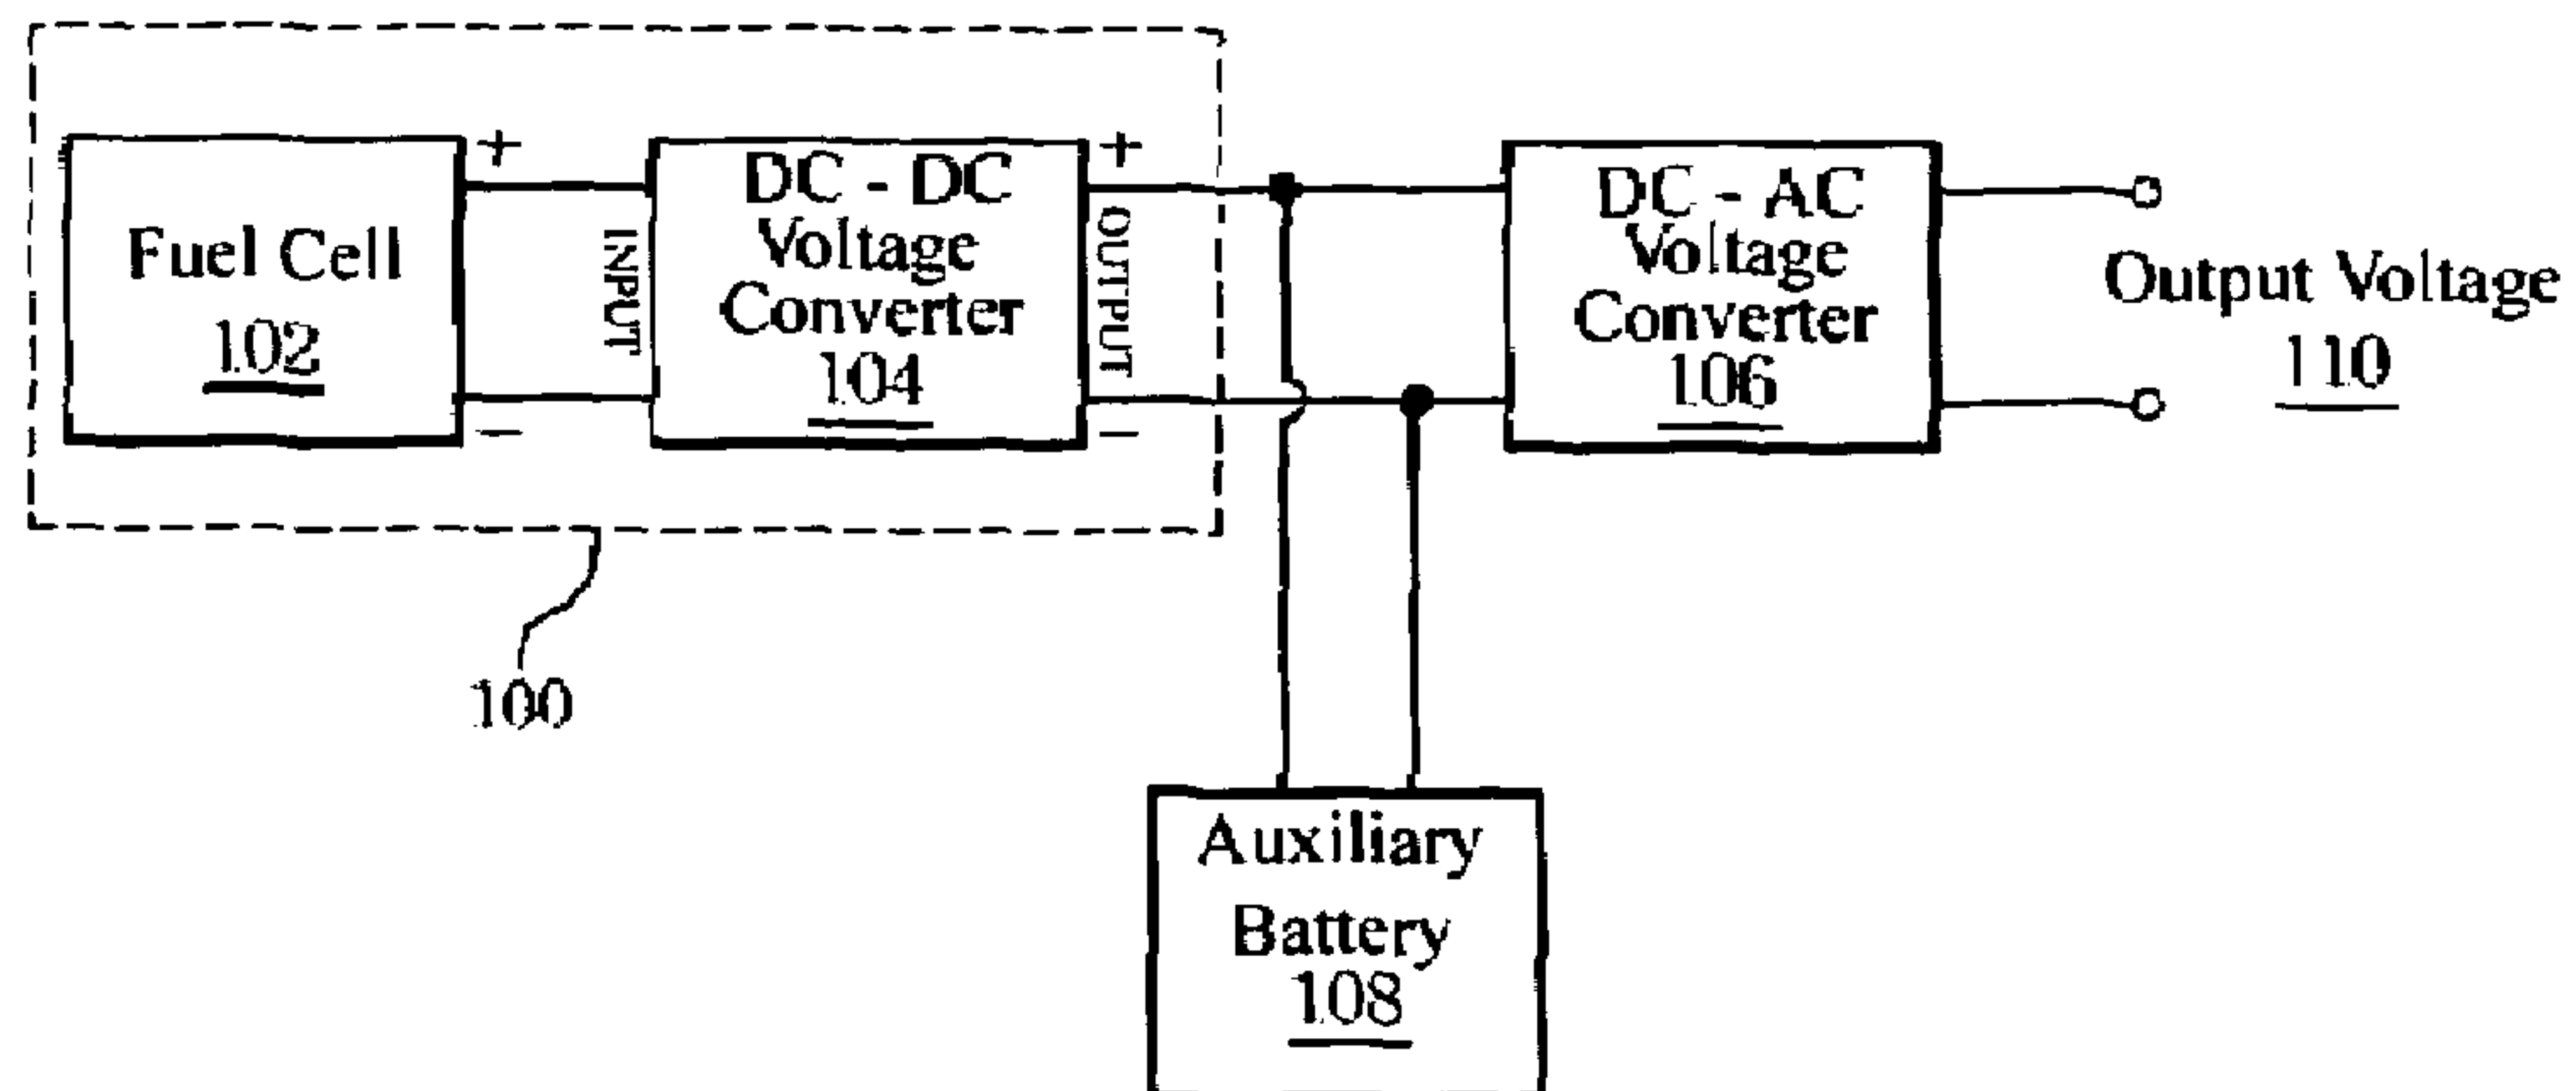 Fuel Cell
102
+
−
INPUT
DC - DC
Voltage
Converter
104
+
OUTPUT
−
DC - AC
Voltage
Converter
106
Output Voltage
110
100
Auxiliary
Battery
108